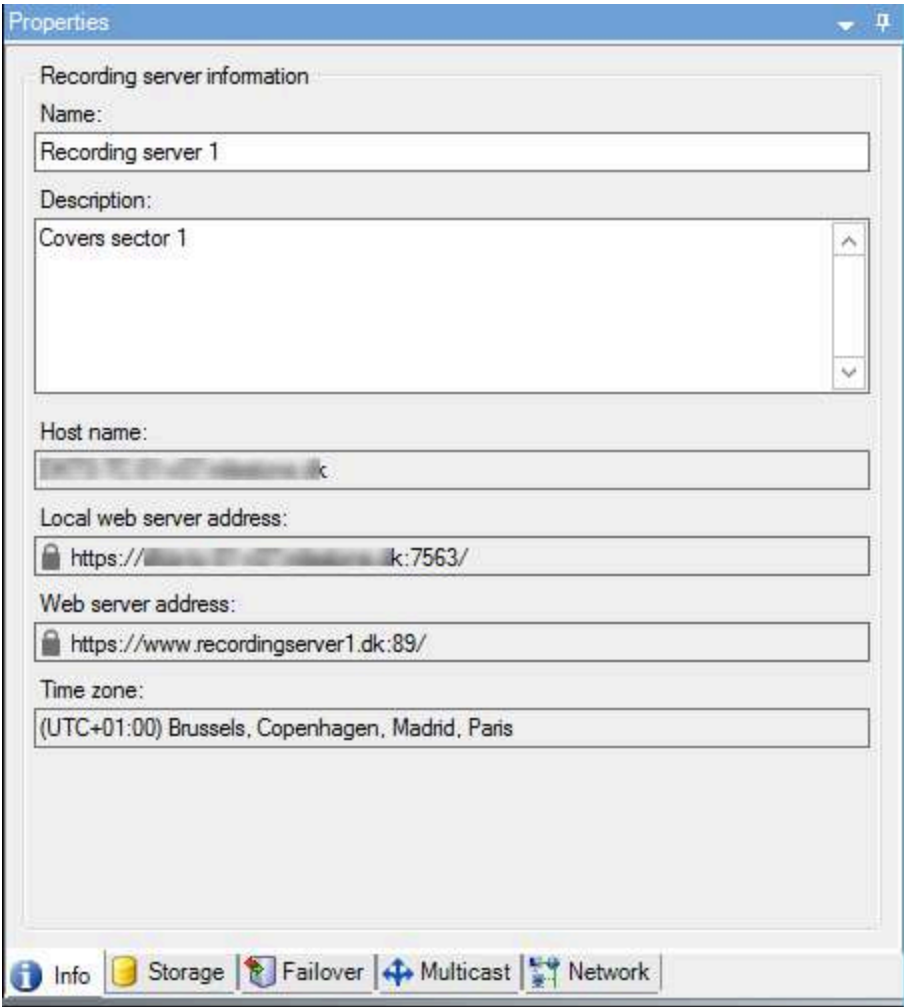 Properties
Recording server information
Name:
Recording server 1
Description:
Covers sector 1
Host name:
Local web server address:
https:// k:7563/
Web server address:
https://www.recordingserver1.dk:89/
Time zone:
(UTC+01:00) Brussels, Copenhagen, Madrid, Paris
Info Storage Failover Multicast Network